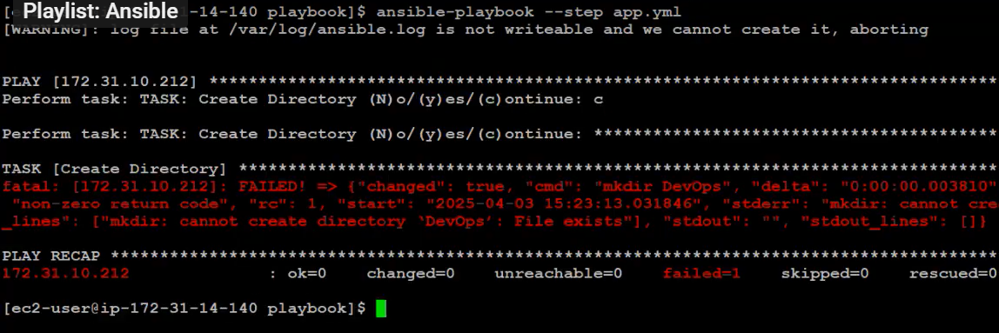 Playlist: Ansible
[e -31-14-140 playbook]$ ansible-playbook --step app.yml
[WARNING]: log file at /var/log/ansible.log is not writeable and we cannot create it, aborting
PLAY [172.31.10.212] ******************************************************************************
Perform task: TASK: Create Directory (N)o/(y)es/(c)ontinue: c
Perform task: TASK: Create Directory (N)o/(y)es/(c)ontinue: *****************************************
TASK [Create Directory] ***************************************************************************
fatal: [172.31.10.212]: FAILED! => {"changed": true, "cmd": "mkdir DevOps", "delta": "0:00:00.003810"
"non-zero return code", "rc": 1, "start": "2025-04-03 15:23:13.031846", "stderr": "mkdir: cannot cre
_lines": ["mkdir: cannot create directory ‘DevOps’: File exists"], "stdout": "", "stdout_lines": []}
PLAY RECAP ****************************************************************************************
172.31.10.212 : ok=0 changed=0 unreachable=0 failed=1 skipped=0 rescued=0
[ec2-user@ip-172-31-14-140 playbook]$